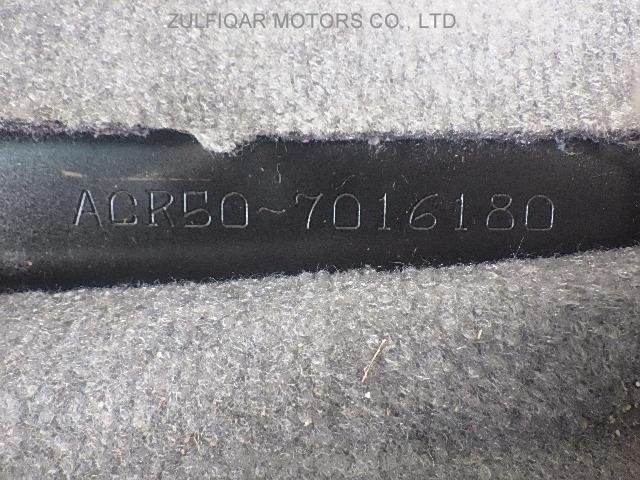 ZULFIQAR MOTORS CO., LTD.
ACR50-7016180